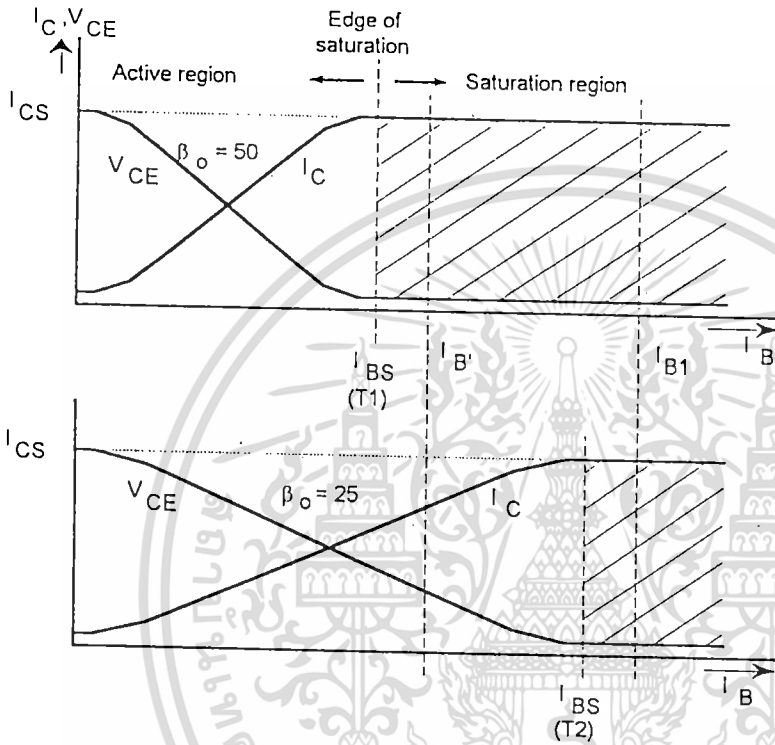 I_C, V_CE
Edge of
saturation
Active region
Saturation region
I_CS
V_CE
β_o = 50
I_C
I_B
I_BS
(T1)
I_B'
I_B1
I_CS
V_CE
β_o = 25
I_C
I_B
I_BS
(T2)